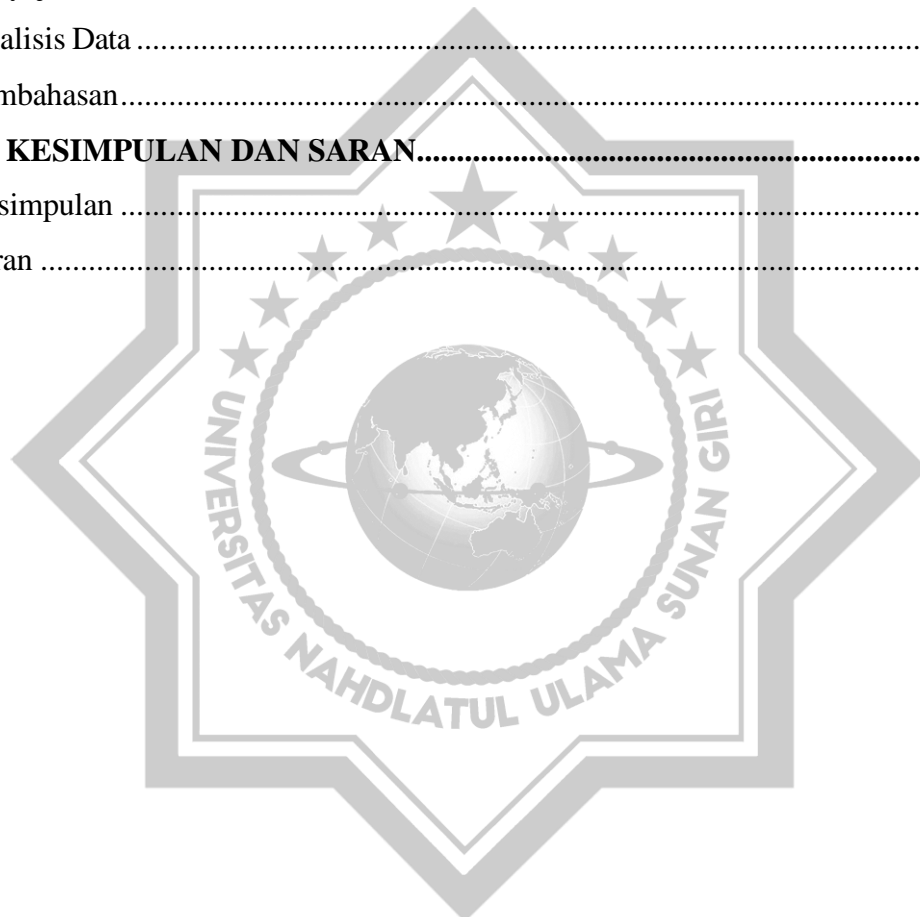 alisis Data ....................................................................................................
mbahasan.....................................................................................................
KESIMPULAN DAN SARAN.............................................................................
simpulan .....................................................................................................
ran ................................................................................................................
UNIVERSITAS NAHDLATUL ULAMA SUNAN GIRI